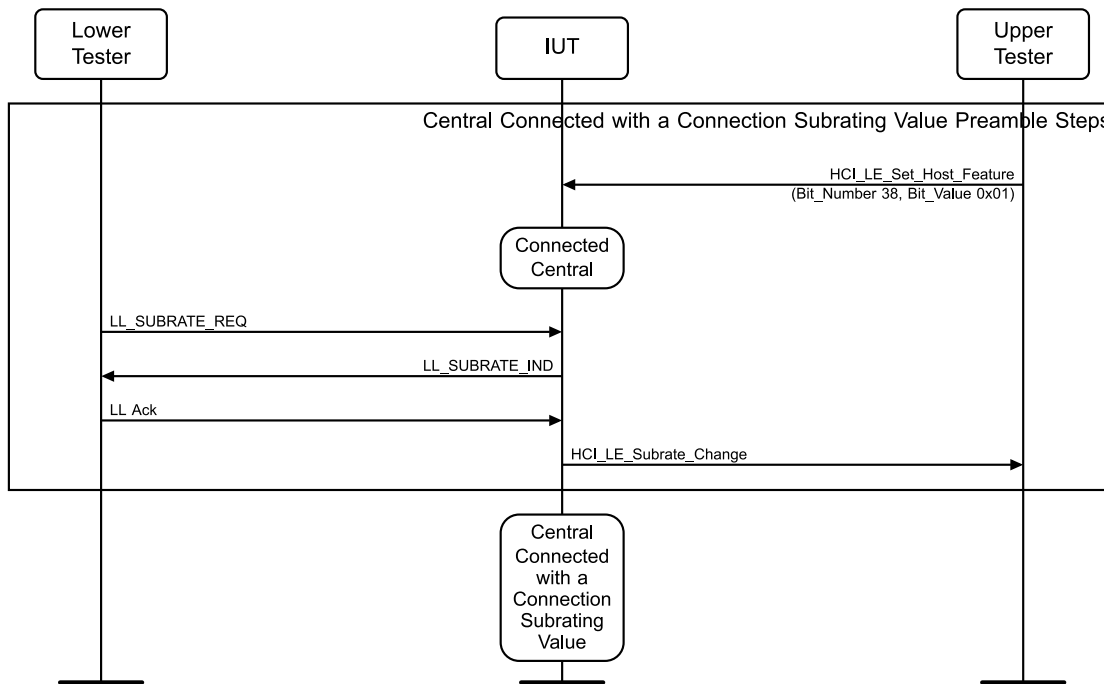 Lower
Tester
IUT
Upper
Tester
Central Connected with a Connection Subrating Value Preamble Steps
HCI_LE_Set_Host_Feature
(Bit_Number 38, Bit_Value 0x01)
Connected
Central
LL_SUBRATE_REQ
LL_SUBRATE_IND
LL Ack
HCI_LE_Subrate_Change
Central
Connected
with a
Connection
Subrating
Value